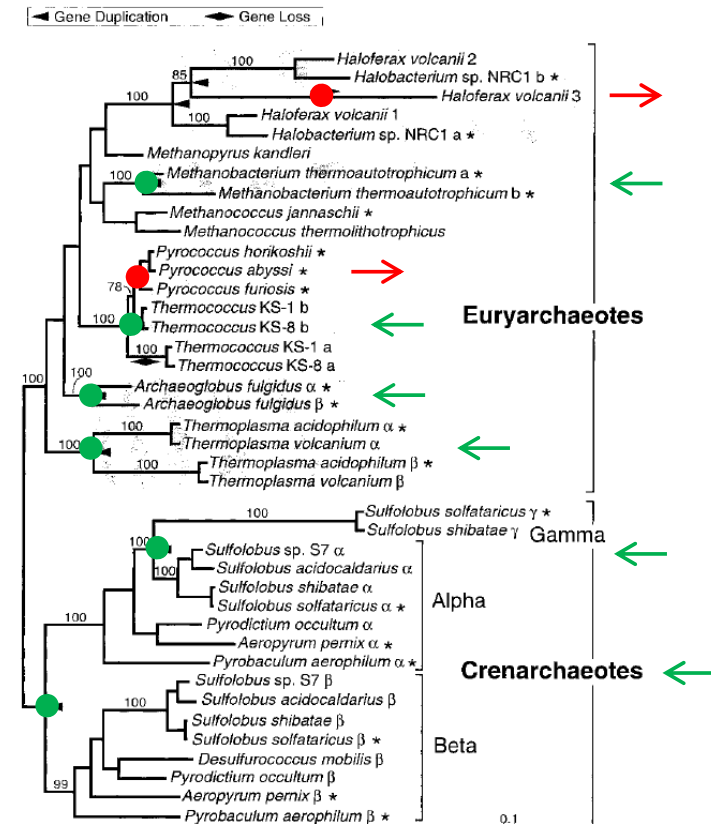 Gene Duplication Gene Loss
100
Haloferax volcanii 2
85
Halobacterium sp. NRC1 b *
Haloferax volcanii 3
100
Haloferax volcanii 1
100
Halobacterium sp. NRC1 a *
Methanopyrus kandleri
100
Methanobacterium thermoautotrophicum a *
Methanobacterium thermoautotrophicum b *
Methanococcus jannaschii *
Methanococcus thermolithotrophicus
Pyrococcus horikoshii *
Pyrococcus abyssi *
78
Pyrococcus furiosis *
Thermococcus KS-1 b
Euryarchaeotes
100
Thermococcus KS-8 b
100
Thermococcus KS-1 a
Thermococcus KS-8 a
100
100
Archaeoglobus fulgidus α *
Archaeoglobus fulgidus β *
100
Thermoplasma acidophilum α *
100
Thermoplasma volcanium α
100
Thermoplasma acidophilum β *
Thermoplasma volcanium β
100
Sulfolobus solfataricus γ *
Sulfolobus shibatae γ
Gamma
100
Sulfolobus sp. S7 α
100
Sulfolobus acidocaldarius α
Sulfolobus shibatae α
Alpha
Sulfolobus solfataricus α *
100
Pyrodictium occultum α
Aeropyrum pernix α *
Pyrobaculum aerophilum α *
Crenarchaeotes
Sulfolobus sp. S7 β
100
Sulfolobus acidocaldarius β
Sulfolobus shibatae β
Sulfolobus solfataricus β *
Beta
Desulfurococcus mobilis β
Pyrodictium occultum β
99
Aeropyrum pernix β *
Pyrobaculum aerophilum β *
0.1